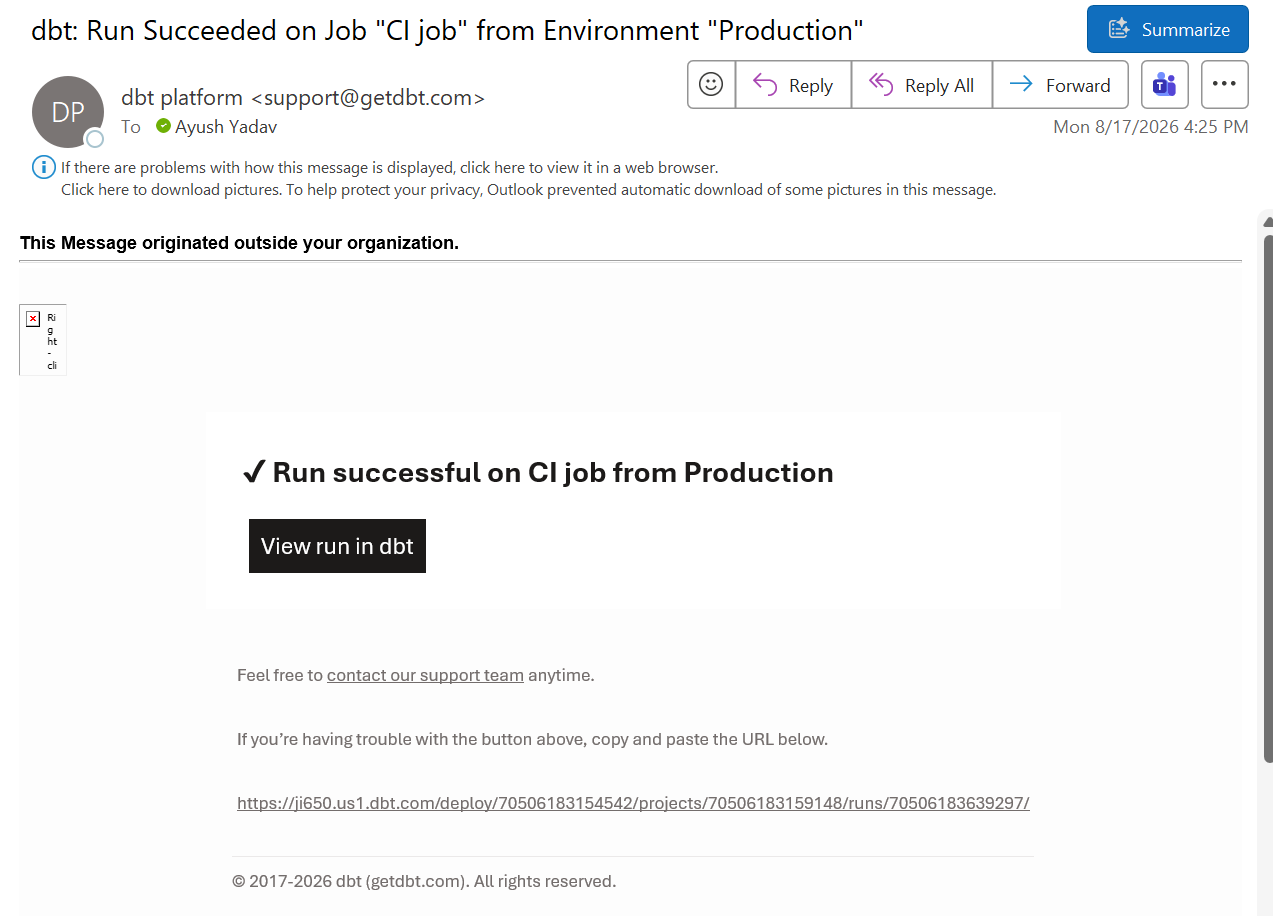 dbt: Run Succeeded on Job "CI job" from Environment "Production"
Summarize
DP
dbt platform <support@getdbt.com>
To Ayush Yadav
Reply
Reply All
Forward
Mon 8/17/2026 4:25 PM
If there are problems with how this message is displayed, click here to view it in a web browser.
Click here to download pictures. To help protect your privacy, Outlook prevented automatic download of some pictures in this message.
This Message originated outside your organization.
Ri
g
ht
-
cli
✓ Run successful on CI job from Production
View run in dbt
Feel free to contact our support team anytime.
If you’re having trouble with the button above, copy and paste the URL below.
https://ji650.us1.dbt.com/deploy/70506183154542/projects/70506183159148/runs/70506183639297/
© 2017-2026 dbt (getdbt.com). All rights reserved.